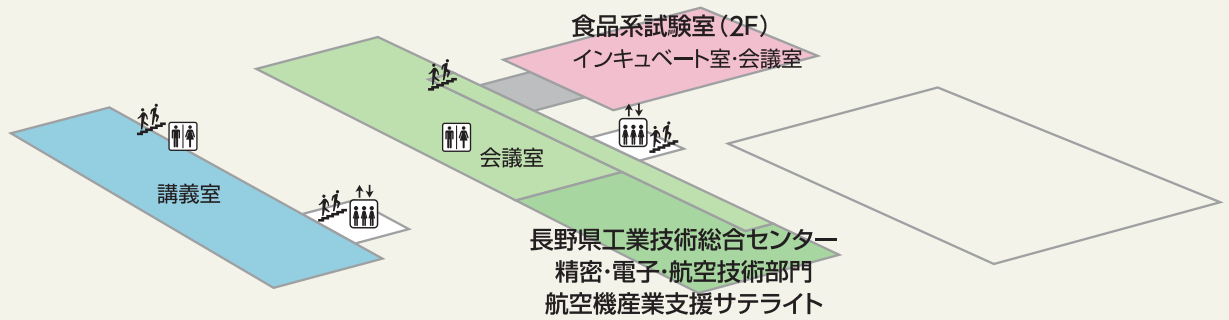 食品系試験室（2F）
インキュベート室・会議室
会議室
講義室
長野県工業技術総合センター
精密・電子・航空技術部門
航空機産業支援サテライト